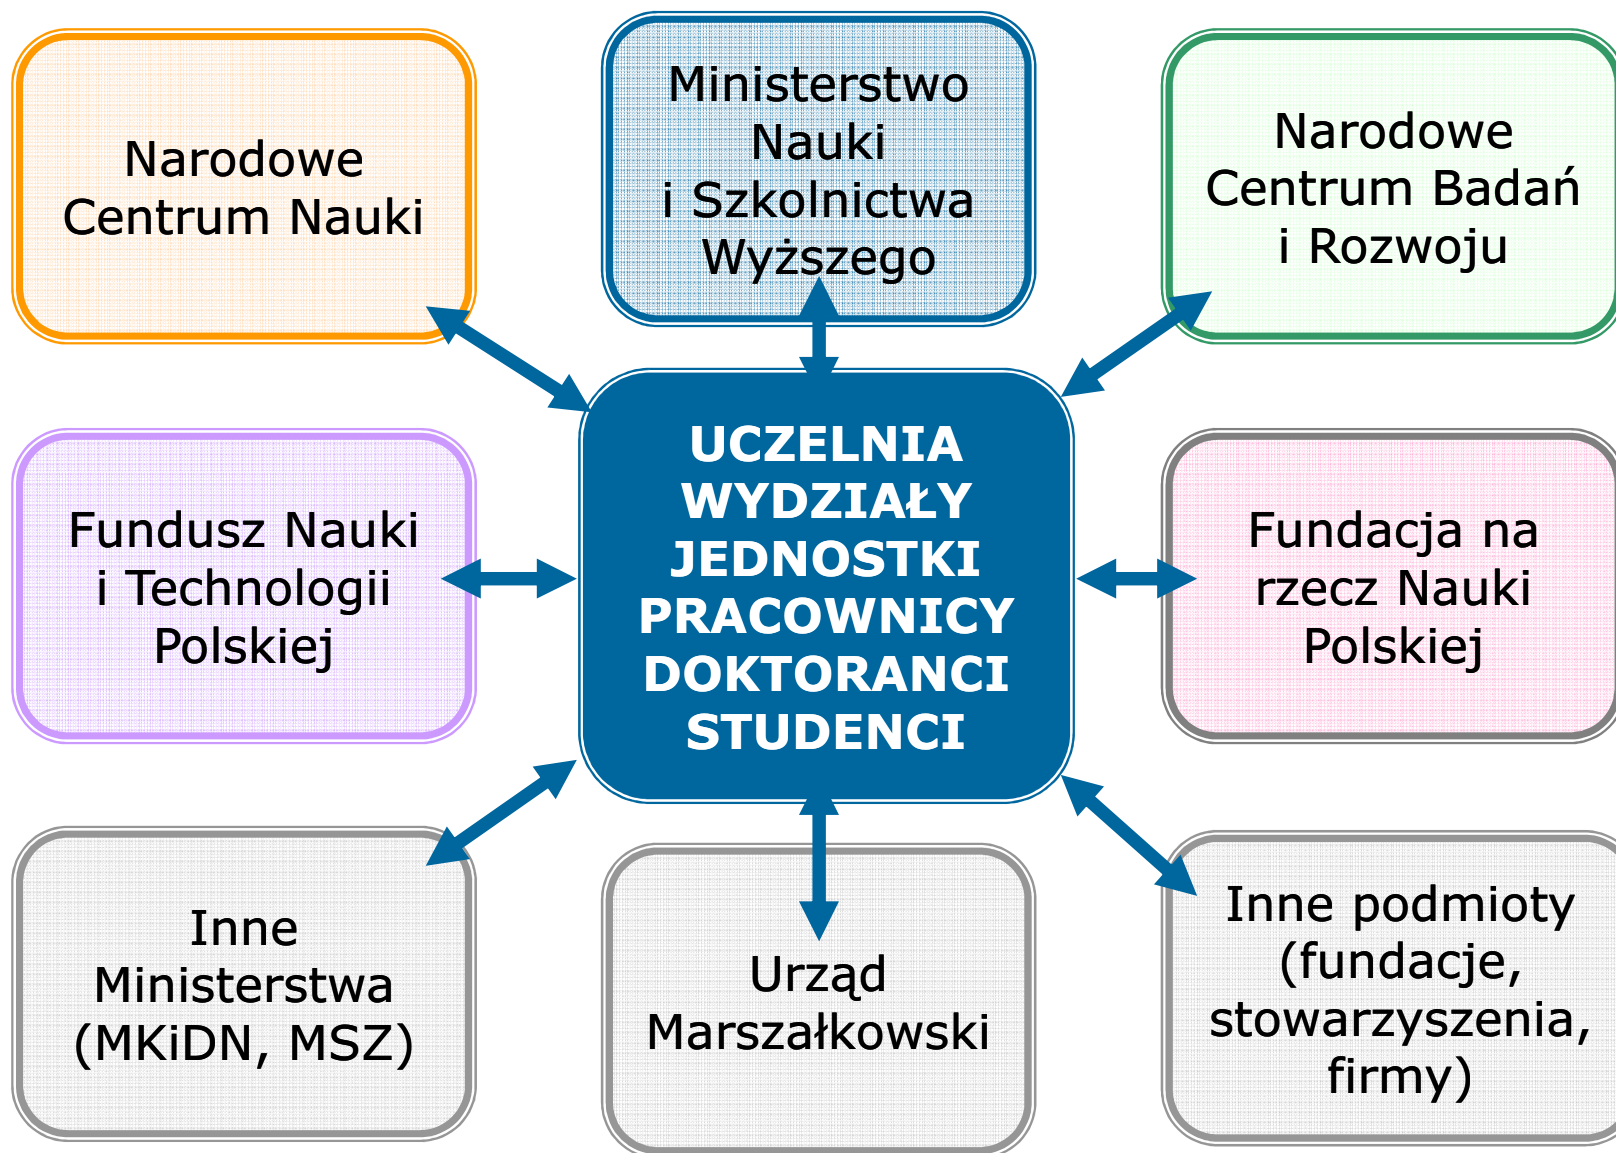 Narodowe
Centrum Nauki
Ministerstwo
Nauki
i Szkolnictwa
Wyższego
Narodowe
Centrum Badań
i Rozwoju
Fundusz Nauki
i Technologii
Polskiej
UCZELNIA
WYDZIAŁY
JEDNOSTKI
PRACOWNICY
DOKTORANCI
STUDENCI
Fundacja na
rzecz Nauki
Polskiej
Inne
Ministerstwa
(MKiDN, MSZ)
Urząd
Marszałkowski
Inne podmioty
(fundacje,
stowarzyszenia,
firmy)